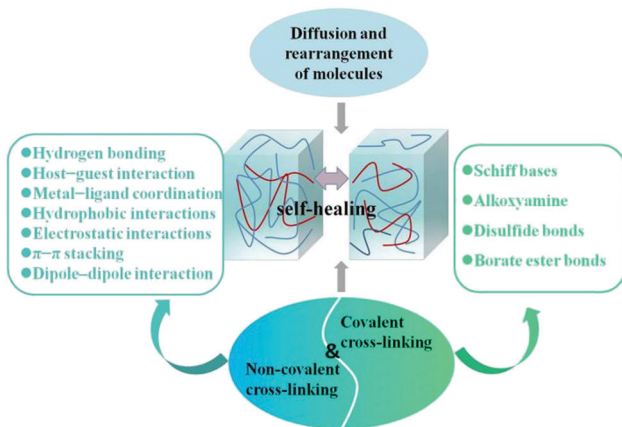 Diffusion and
rearrangement
of molecules
●Hydrogen bonding
●Host–guest interaction
●Metal-ligand coordination
●Hydrophobic interactions
●Electrostatic interactions
●π–π stacking
●Dipole–dipole interaction
self-healing
●Schiff bases
●Alkoxyamine
●Disulfide bonds
●Borate ester bonds
Covalent
cross-linking
&
Non-covalent
cross-linking